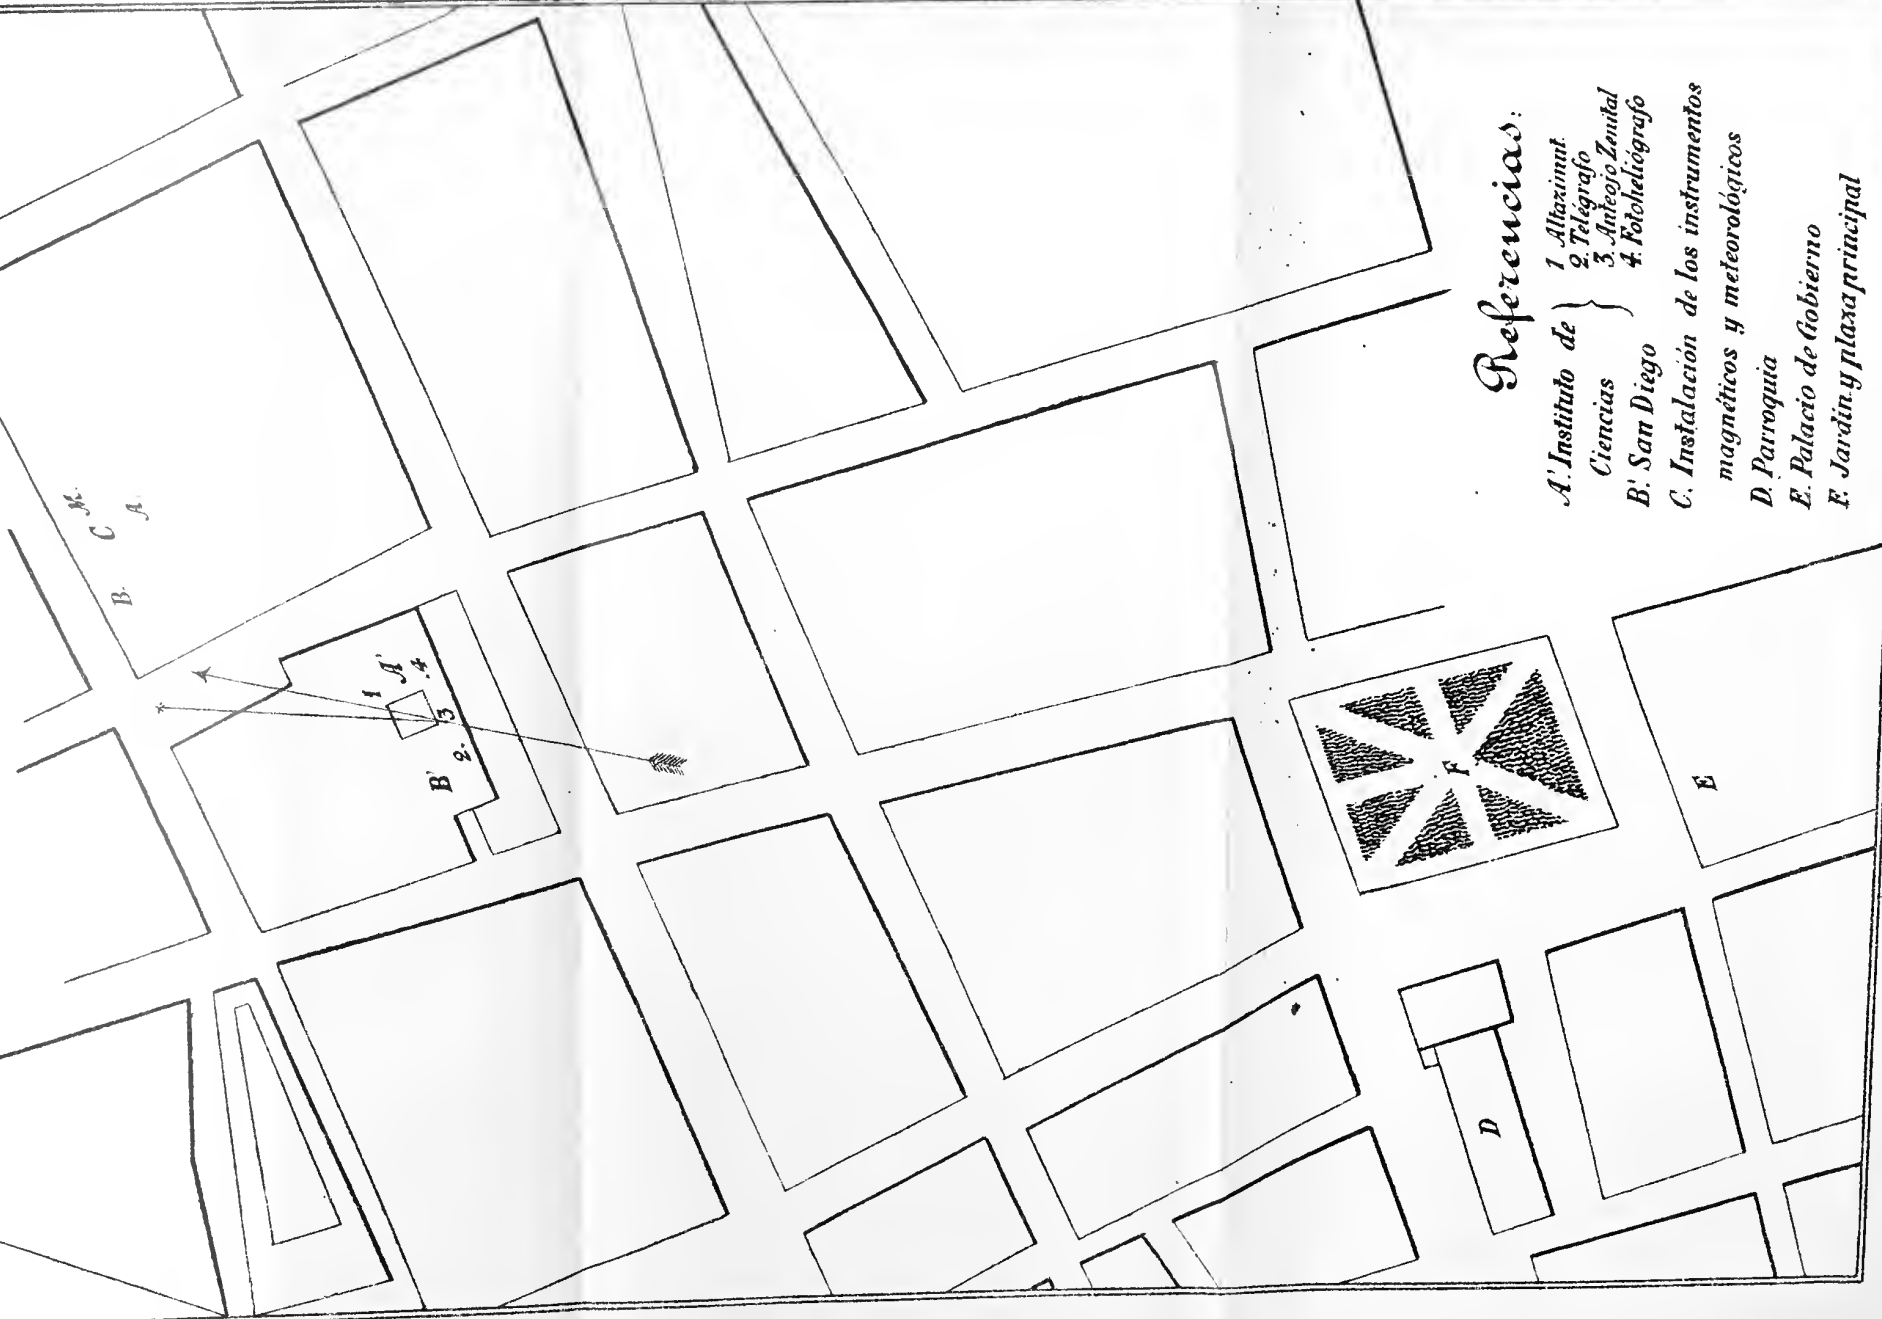 Referencias:
A'. Instituto de Ciencias
1 Altazimut.
2. Telégrafo
3. Anteojo Zenital
4. Fotoheliógrafo
B'. San Diego
C. Instalación de los instrumentos
magnéticos y meteorológicos
D. Parroquia
E. Palacio de Gobierno
F. Jardin y plaza principal
M.
C
A.
B.
1
A'
4
3
2.
B'
F
E
D